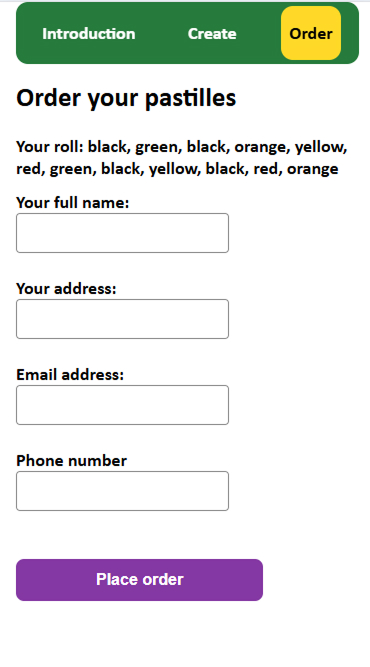 Introduction Create Order
Order your pastilles
Your roll: black, green, black, orange, yellow,
red, green, black, yellow, black, red, orange
Your full name:
Your address:
Email address:
Phone number
Place order